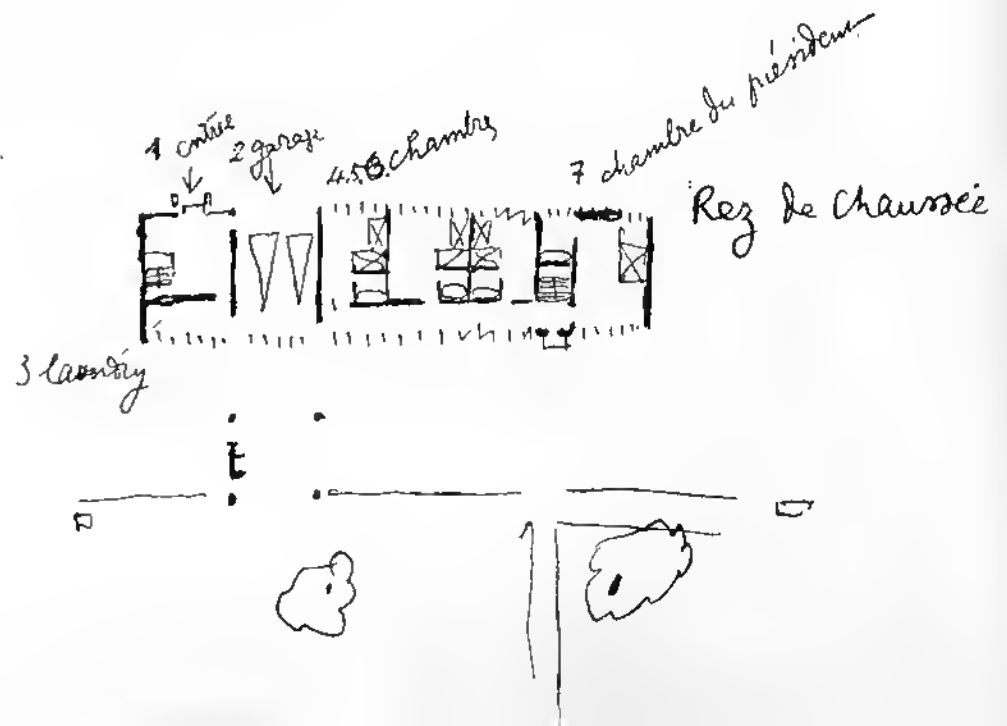 1 entrée
2 garage
4.5.6. chambres
7 chambre du président
Rez de Chaussée
3 laundry